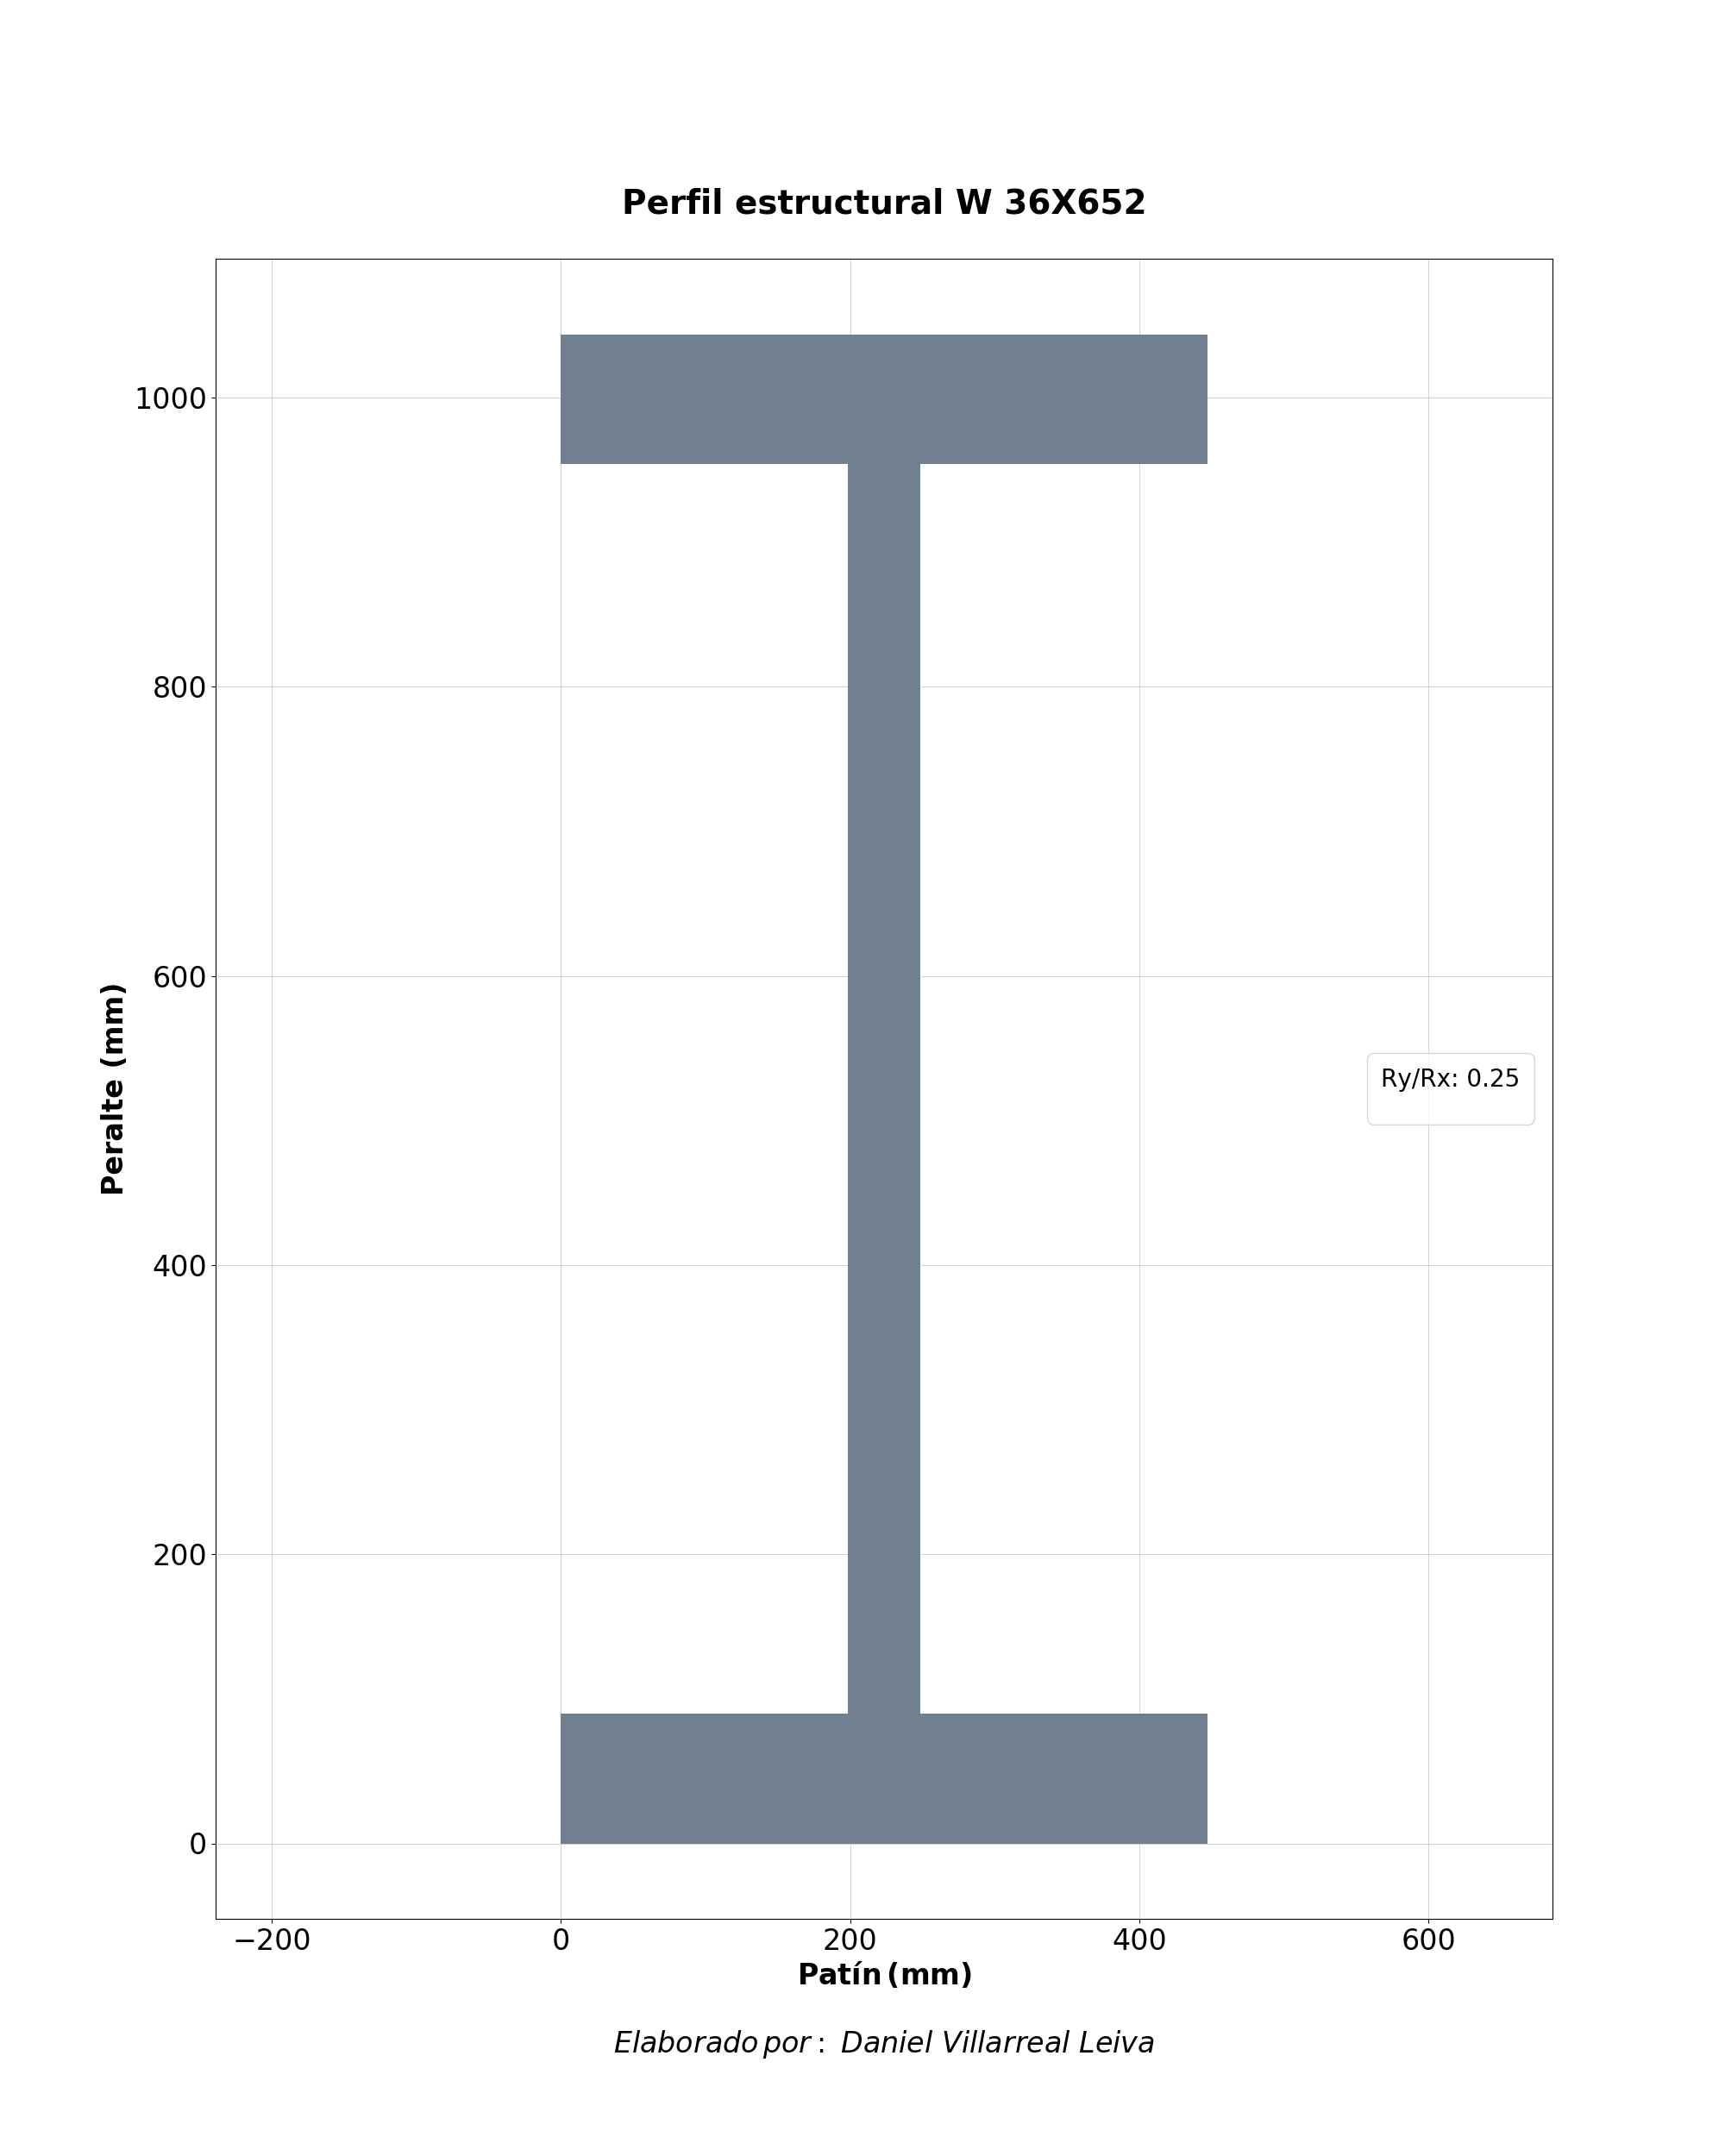 Perfil estructural W 36X652
1000
800
600
400
200
0
Peralte (mm)
Ry/Rx: 0.25
−200 0 200 400 600
Patín (mm)
Elaborado por: Daniel Villarreal Leiva